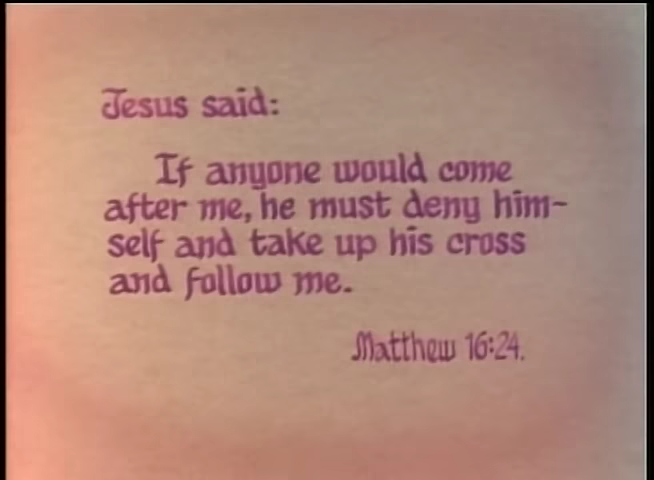 Jesus said:
If anyone would come
after me, he must deny him-
self and take up his cross
and follow me.
Matthew 16:24.